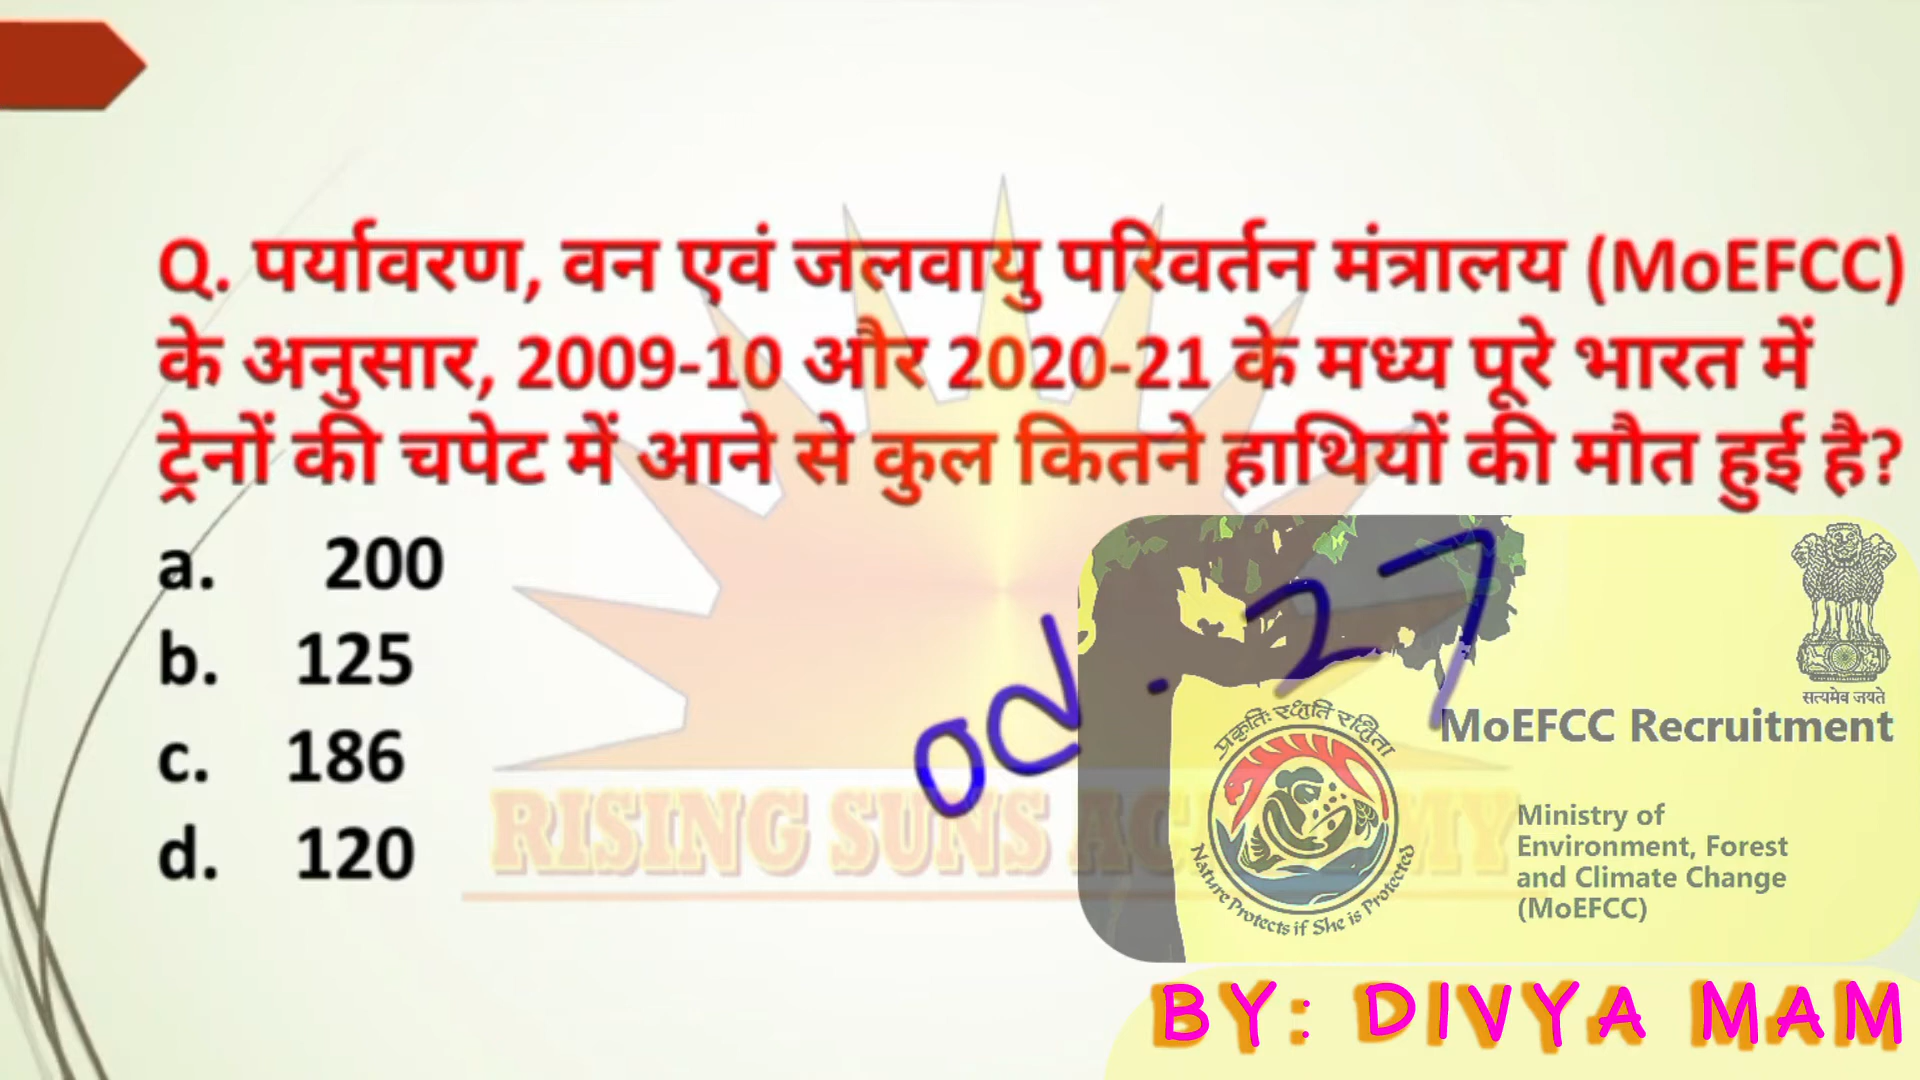 Q. पर्यावरण, वन एवं जलवायु परिवर्तन मंत्रालय (MoEFCC)
के अनुसार, 2009-10 और 2020-21 के मध्य पूरे भारत में
ट्रेनों की चपेट में आने से कुल कितने हाथियों की मौत हुई है?
a. 200
b. 125
c. 186
d. 120
27
सत्यमेव जयते
MoEFCC Recruitment
प्रकृतिः रक्षति रक्षिता
Nature Protects if She is Protected
Ministry of
Environment, Forest
and Climate Change
(MoEFCC)
RISING SUNS ACADEMY
BY: DIVYA MAM